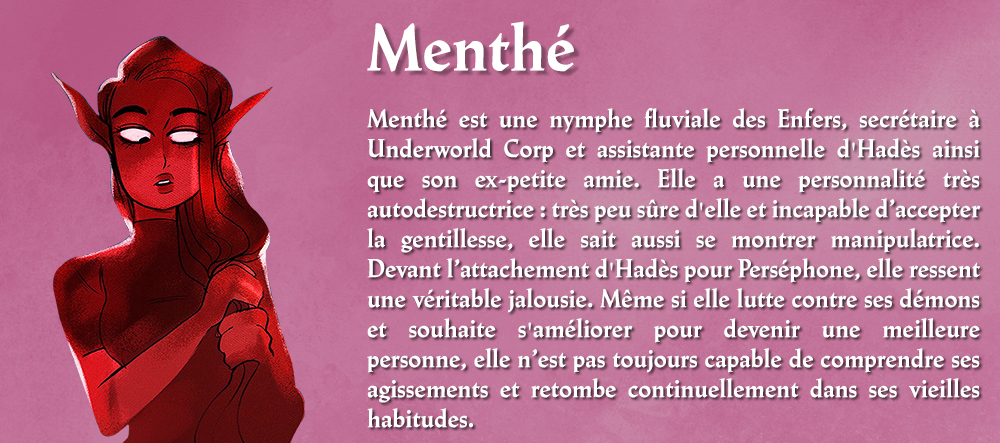 Menthé
Menthé est une nymphe fluviale des Enfers, secrétaire à
Underworld Corp et assistante personnelle d'Hadès ainsi
que son ex-petite amie. Elle a une personnalité très
autodestructrice : très peu sûre d'elle et incapable d’accepter
la gentillesse, elle sait aussi se montrer manipulatrice.
Devant l’attachement d'Hadès pour Perséphone, elle ressent
une véritable jalousie. Même si elle lutte contre ses démons
et souhaite s'améliorer pour devenir une meilleure
personne, elle n’est pas toujours capable de comprendre ses
agissements et retombe continuellement dans ses vieilles
habitudes.